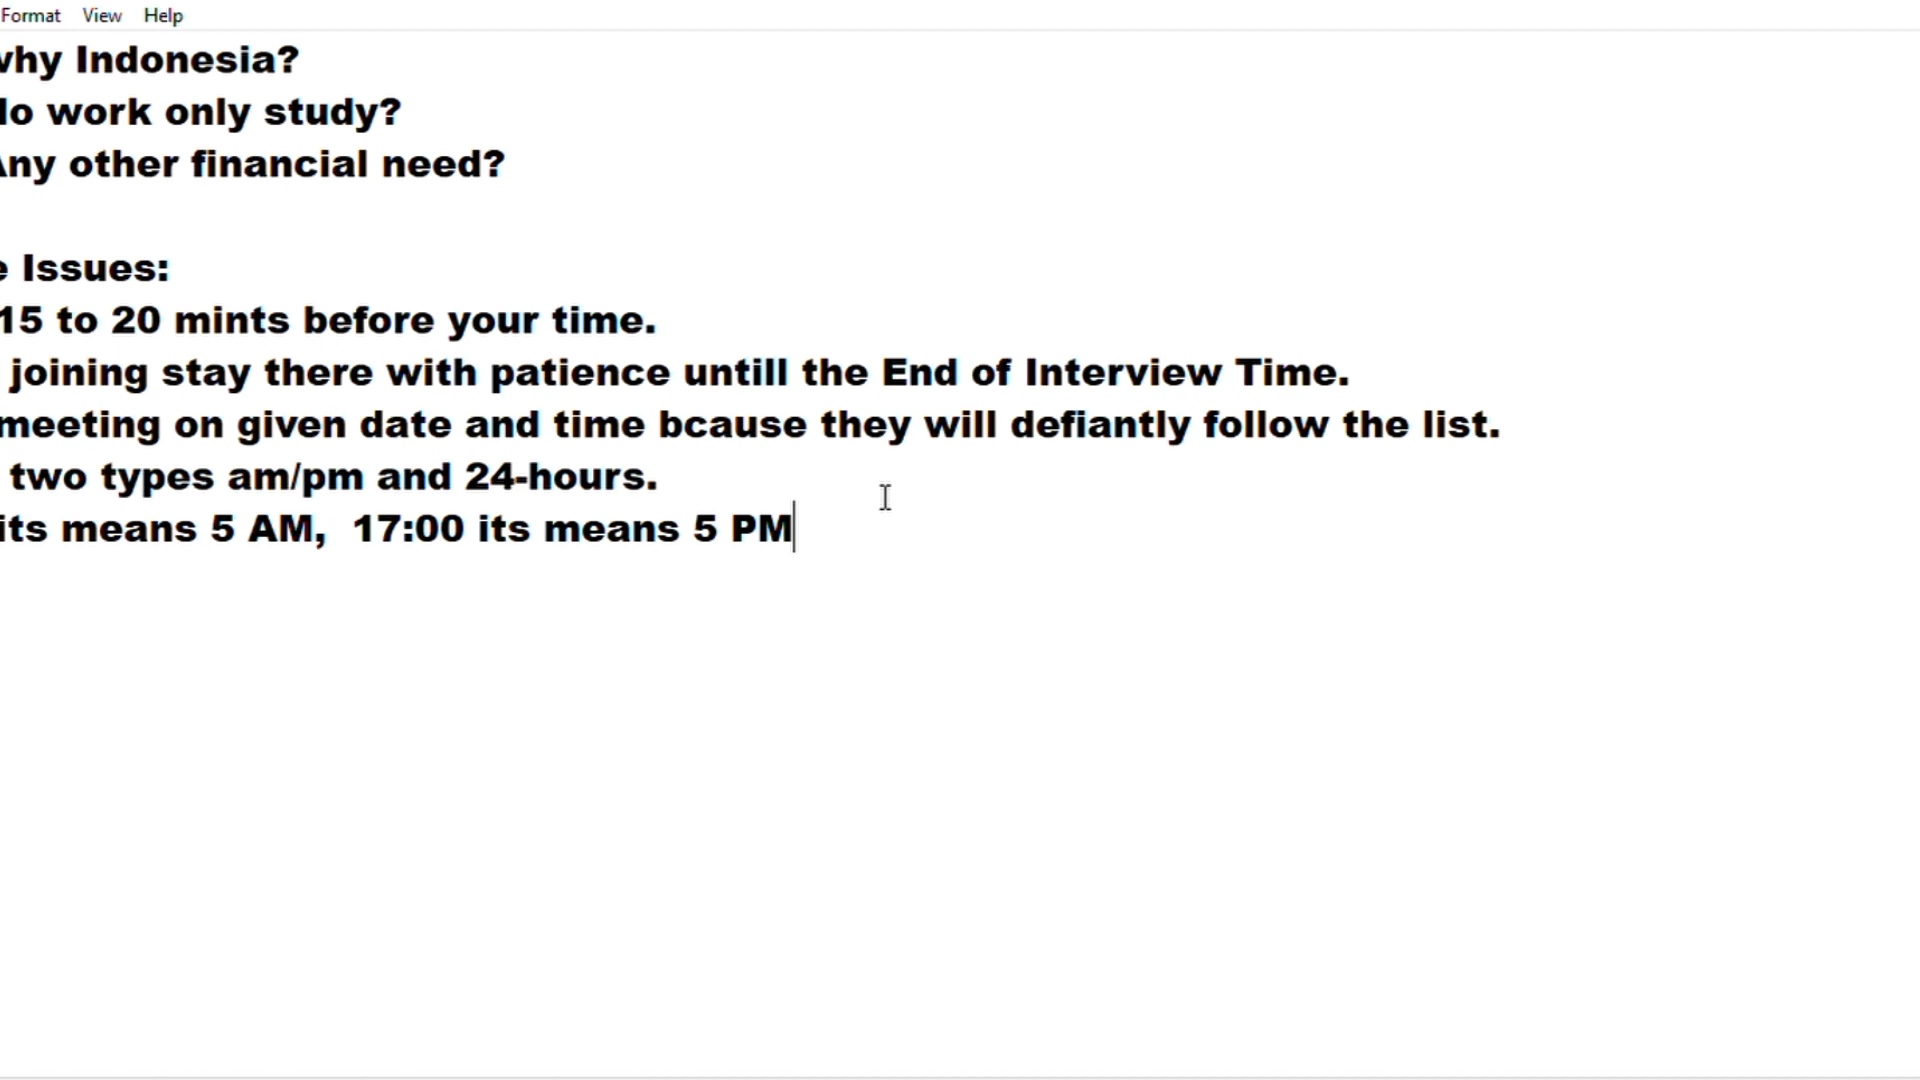 Format View Help
why Indonesia?
No work only study?
Any other financial need?
e Issues:
15 to 20 mints before your time.
joining stay there with patience untill the End of Interview Time.
meeting on given date and time bcause they will defiantly follow the list.
two types am/pm and 24-hours.
its means 5 AM,  17:00 its means 5 PM